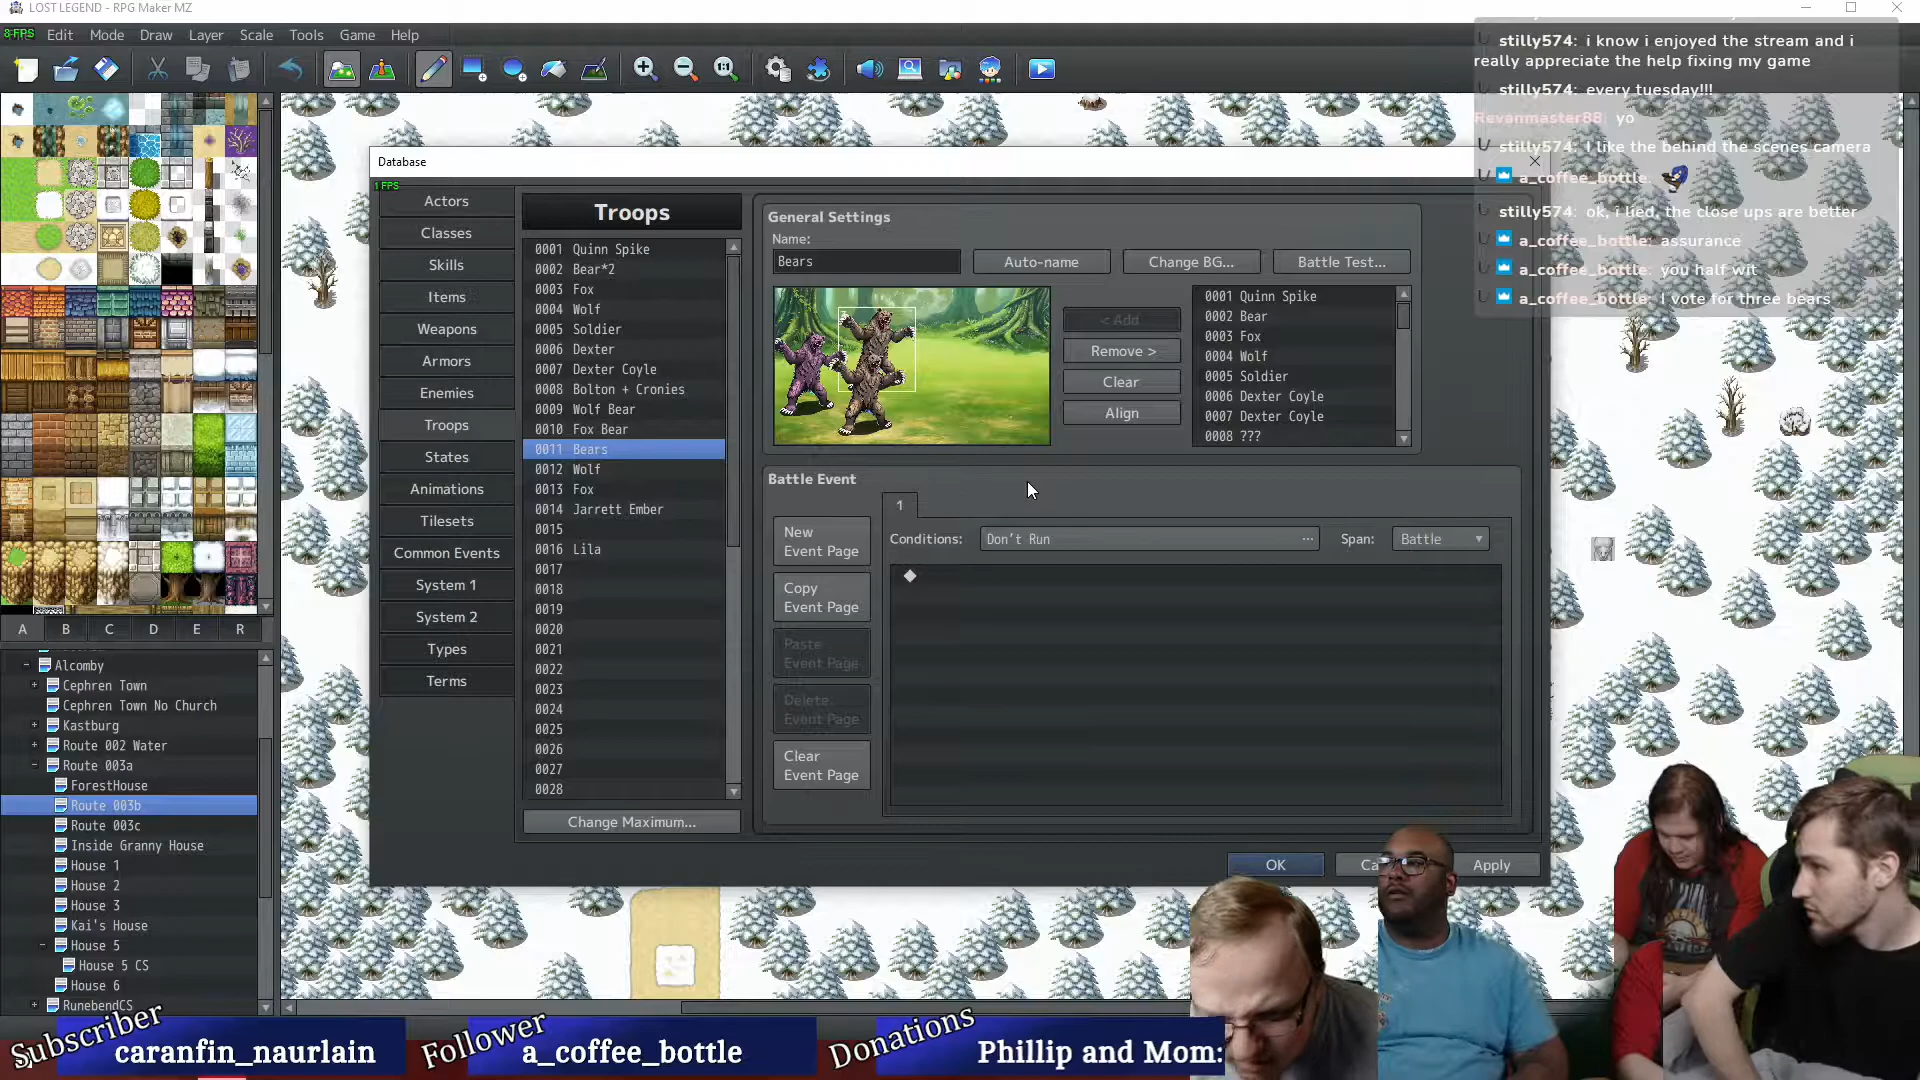 LOST LEGEND - RPG Maker MZ
8 FPS
Edit
Mode
Draw
Layer
Scale
Tools
Game
Help
1:1
stilly574: i know i enjoyed the stream and i
really appreciate the help fixing my game
stilly574: every tuesday!!!
Revanmaster88: yo
stilly574: I like the behind the scenes camera
a_coffee_bottle:
stilly574: ok, i lied, the close ups are better
a_coffee_bottle: assurance
a_coffee_bottle: you half wit
a_coffee_bottle: I vote for three bears
Database
1 FPS
Actors
Classes
Skills
Items
Weapons
Armors
Enemies
Troops
States
Animations
Tilesets
Common Events
System 1
System 2
Types
Terms
Troops
0001 Quinn Spike
0002 Bear*2
0003 Fox
0004 Wolf
0005 Soldier
0006 Dexter
0007 Dexter Coyle
0008 Bolton + Cronies
0009 Wolf Bear
0010 Fox Bear
0011 Bears
0012 Wolf
0013 Fox
0014 Jarrett Ember
0015
0016 Lila
0017
0018
0019
0020
0021
0022
0023
0024
0025
0026
0027
0028
Change Maximum...
General Settings
Name:
Bears
Auto-name
Change BG...
Battle Test...
< Add
Remove >
Clear
Align
0001 Quinn Spike
0002 Bear
0003 Fox
0004 Wolf
0005 Soldier
0006 Dexter Coyle
0007 Dexter Coyle
0008 ???
Battle Event
1
New
Event Page
Copy
Event Page
Paste
Event Page
Delete
Event Page
Clear
Event Page
Conditions:
Don't Run
...
Span:
Battle
OK
Ca
Apply
A
B
C
D
E
R
Alcomby
Cephren Town
Cephren Town No Church
Kastburg
Route 002 Water
Route 003a
ForestHouse
Route 003b
Route 003c
Inside Granny House
House 1
House 2
House 3
Kai's House
House 5
House 5 CS
House 6
RunebendCS
Subscriber
caranfin_naurlain
Follower
a_coffee_bottle
Donations
Phillip and Mom: